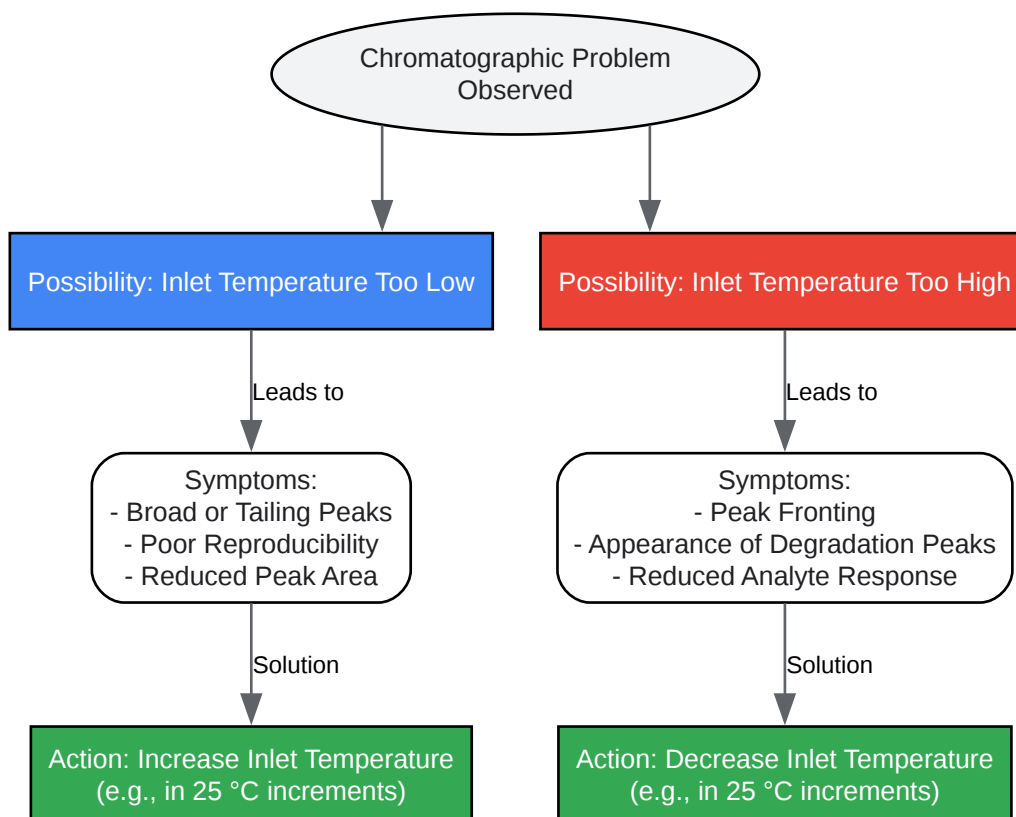 Chromatographic Problem
Observed
Possibility: Inlet Temperature Too Low
Possibility: Inlet Temperature Too High
Leads to
Leads to
Symptoms:
- Broad or Tailing Peaks
- Poor Reproducibility
- Reduced Peak Area
Symptoms:
- Peak Fronting
- Appearance of Degradation Peaks
- Reduced Analyte Response
Solution
Solution
Action: Increase Inlet Temperature
(e.g., in 25 °C increments)
Action: Decrease Inlet Temperature
(e.g., in 25 °C increments)